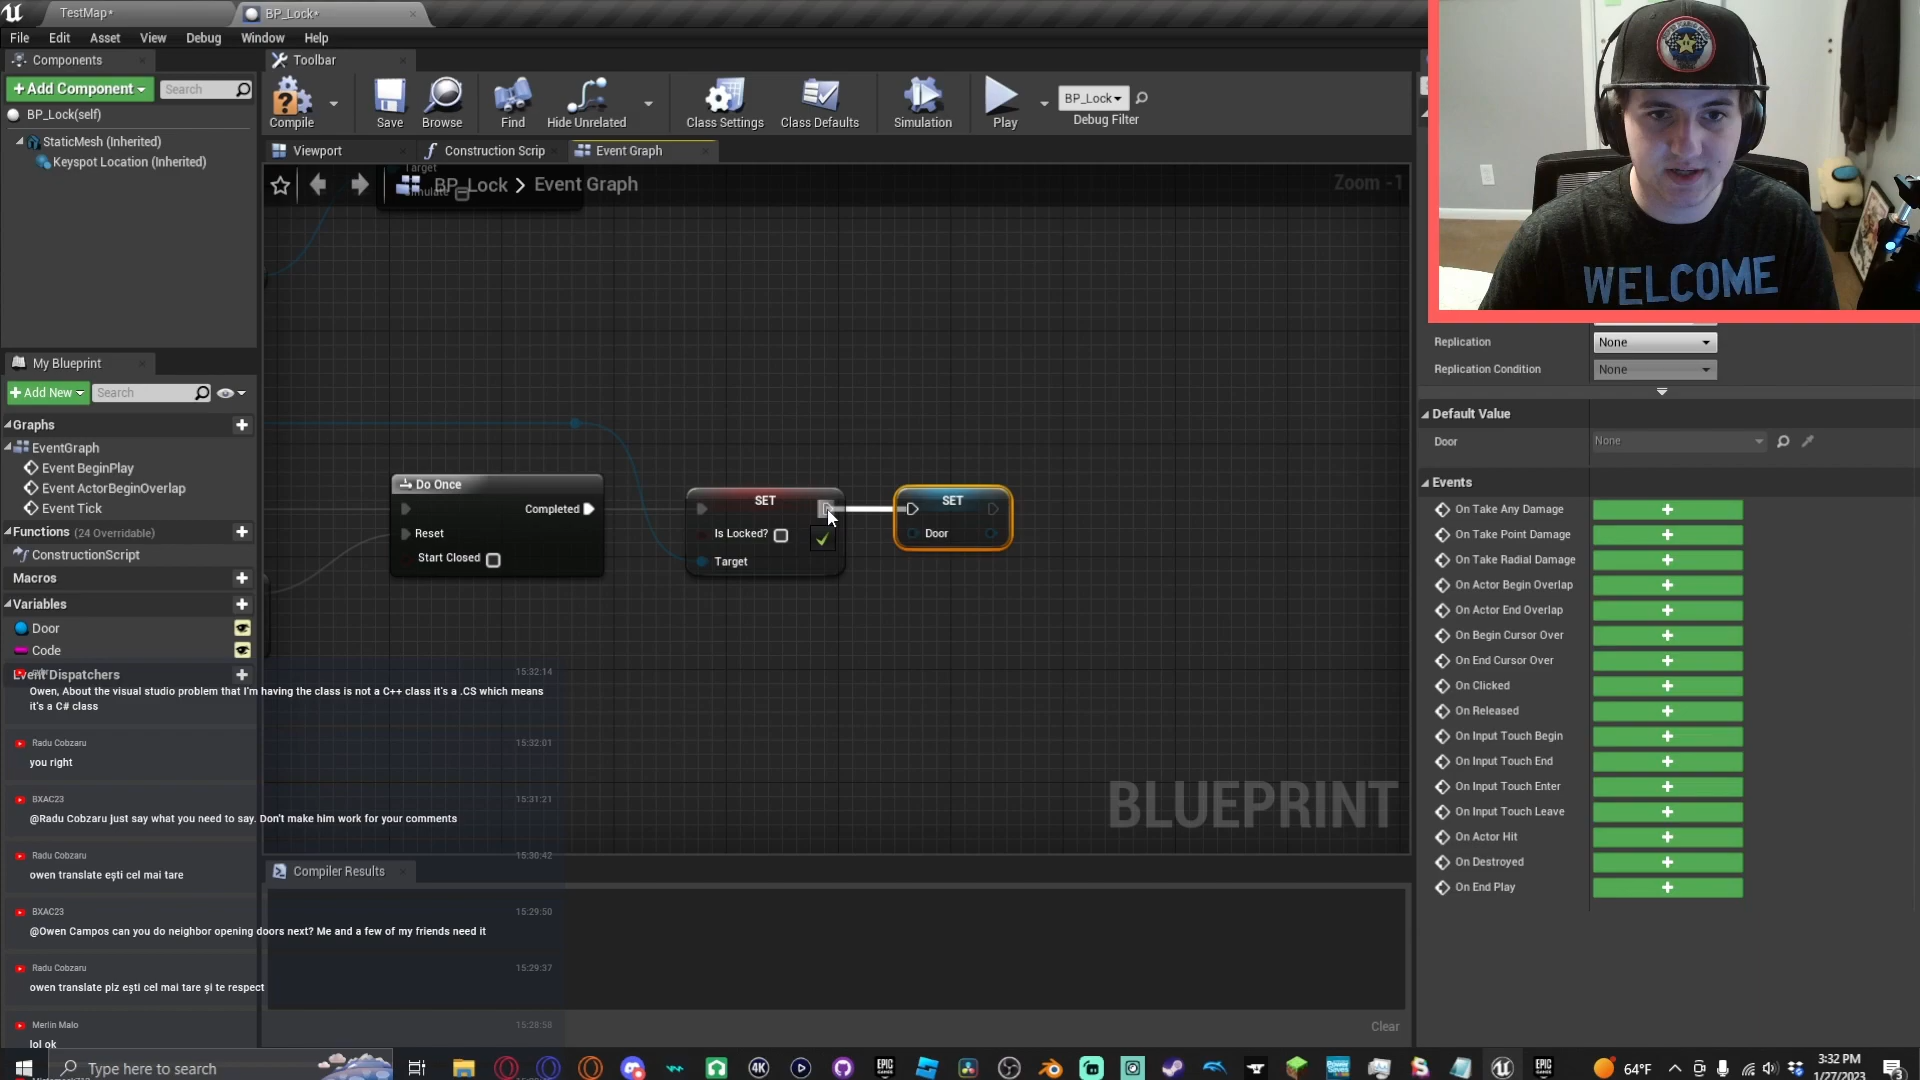 TestMap*
BP_Lock*
File Edit Asset View Debug Window Help
Components
Toolbar
+Add Component
Search
BP_Lock(self)
StaticMesh (Inherited)
Keyspot Location (Inherited)
Compile
Save
Browse
Find
Hide Unrelated
Class Settings
Class Defaults
Simulation
Play
BP_Lock
Debug Filter
Viewport
Construction Scrip
Event Graph
Target
BP_Lock > Event Graph
Zoom -1
My Blueprint
+Add New
Search
Graphs
EventGraph
Event BeginPlay
Event ActorBeginOverlap
Event Tick
Functions (24 Overridable)
ConstructionScript
Macros
Variables
Door
Code
Event Dispatchers
Do Once
Completed
Reset
Start Closed
SET
Is Locked?
Target
SET
Door
BLUEPRINT
15:32:14
Owen, About the visual studio problem that I'm having the class is not a C++ class it's a .CS which means
it's a C# class
Radu Cobzaru
15:32:01
you right
BXAC23
15:31:21
@Radu Cobzaru just say what you need to say. Don't make him work for your comments
Radu Cobzaru
15:30:42
owen translate ești cel mai tare
BXAC23
15:29:50
@Owen Campos can you do neighbor opening doors next? Me and a few of my friends need it
Radu Cobzaru
15:29:37
owen translate plz ești cel mai tare și te respect
Merlin Malo
15:28:58
lol ok
Compiler Results
Clear
WELCOME
Replication
None
Replication Condition
None
Default Value
Door
None
Events
On Take Any Damage
On Take Point Damage
On Take Radial Damage
On Actor Begin Overlap
On Actor End Overlap
On Begin Cursor Over
On End Cursor Over
On Clicked
On Released
On Input Touch Begin
On Input Touch End
On Input Touch Enter
On Input Touch Leave
On Actor Hit
On Destroyed
On End Play
Type here to search
4K
EPIC GAMES
EPIC GAMES
64°F
3:32 PM
1/27/2023
3